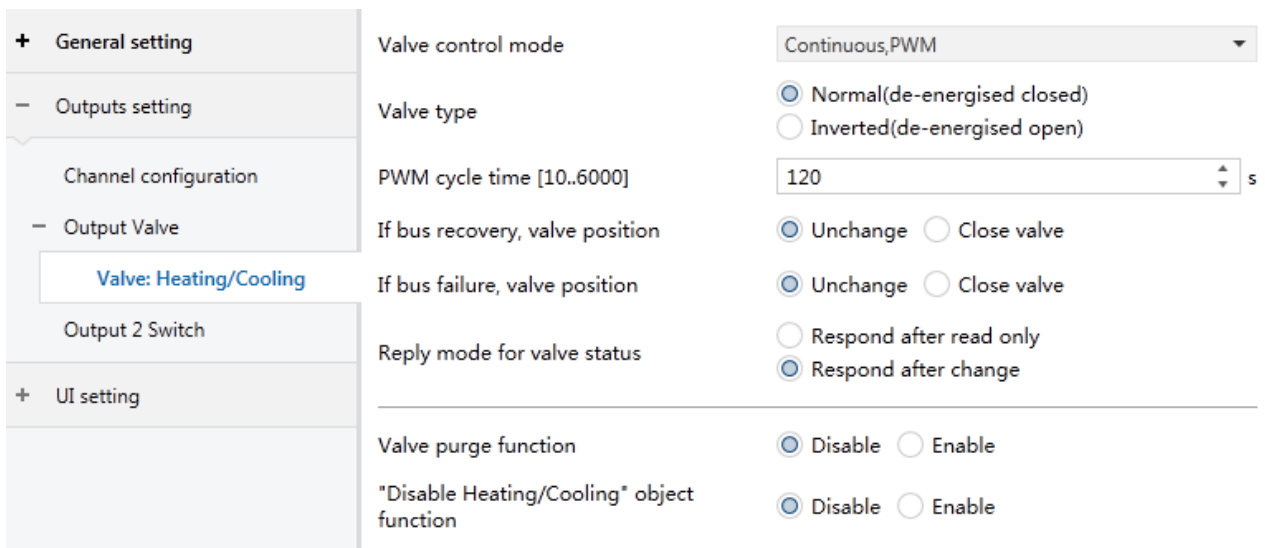 + General setting
− Outputs setting
Channel configuration
− Output Valve
Valve: Heating/Cooling
Output 2 Switch
+ UI setting
Valve control mode
Continuous,PWM
Valve type
Normal(de-energised closed)
Inverted(de-energised open)
PWM cycle time [10..6000]
120 s
If bus recovery, valve position
Unchange Close valve
If bus failure, valve position
Unchange Close valve
Reply mode for valve status
Respond after read only
Respond after change
Valve purge function
Disable Enable
"Disable Heating/Cooling" object
function
Disable Enable